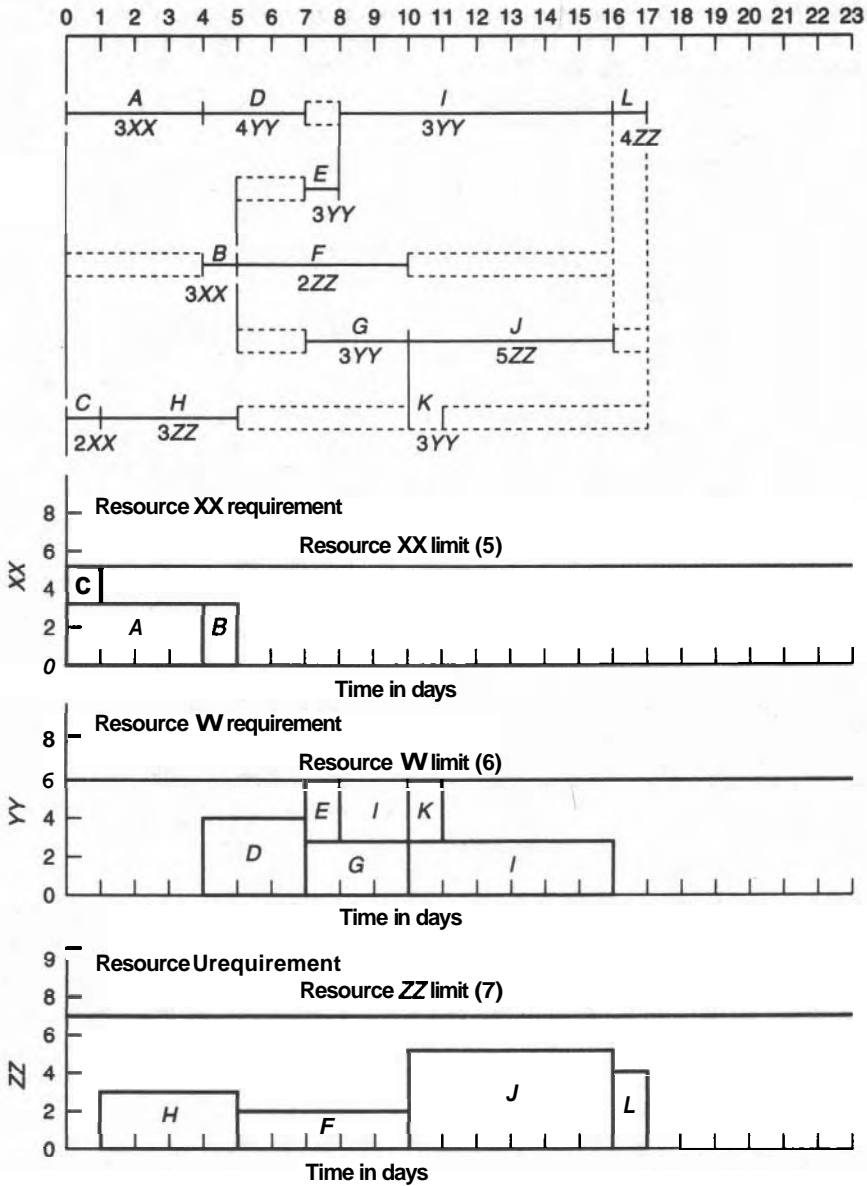 0 1 2 3 4 5 6 7 8 9 10 11 12 13 14 15 16 17 18 19 20 21 22 23
A D I L
3XX 4YY 3YY 4ZZ
E
3YY
B F
3XX 2ZZ
G J
3YY 5ZZ
C H K
2XX 3ZZ 3YY
Resource XX requirement
Resource XX limit (5)
XX
8
6
4
2
0
C
A B
Time in days
Resource W requirement
Resource W limit (6)
YY
8
6
4
2
0
E I K
D G I
Time in days
Resource Urequirement
Resource ZZ limit (7)
ZZ
9
8
6
4
2
0
H F J L
Time in days